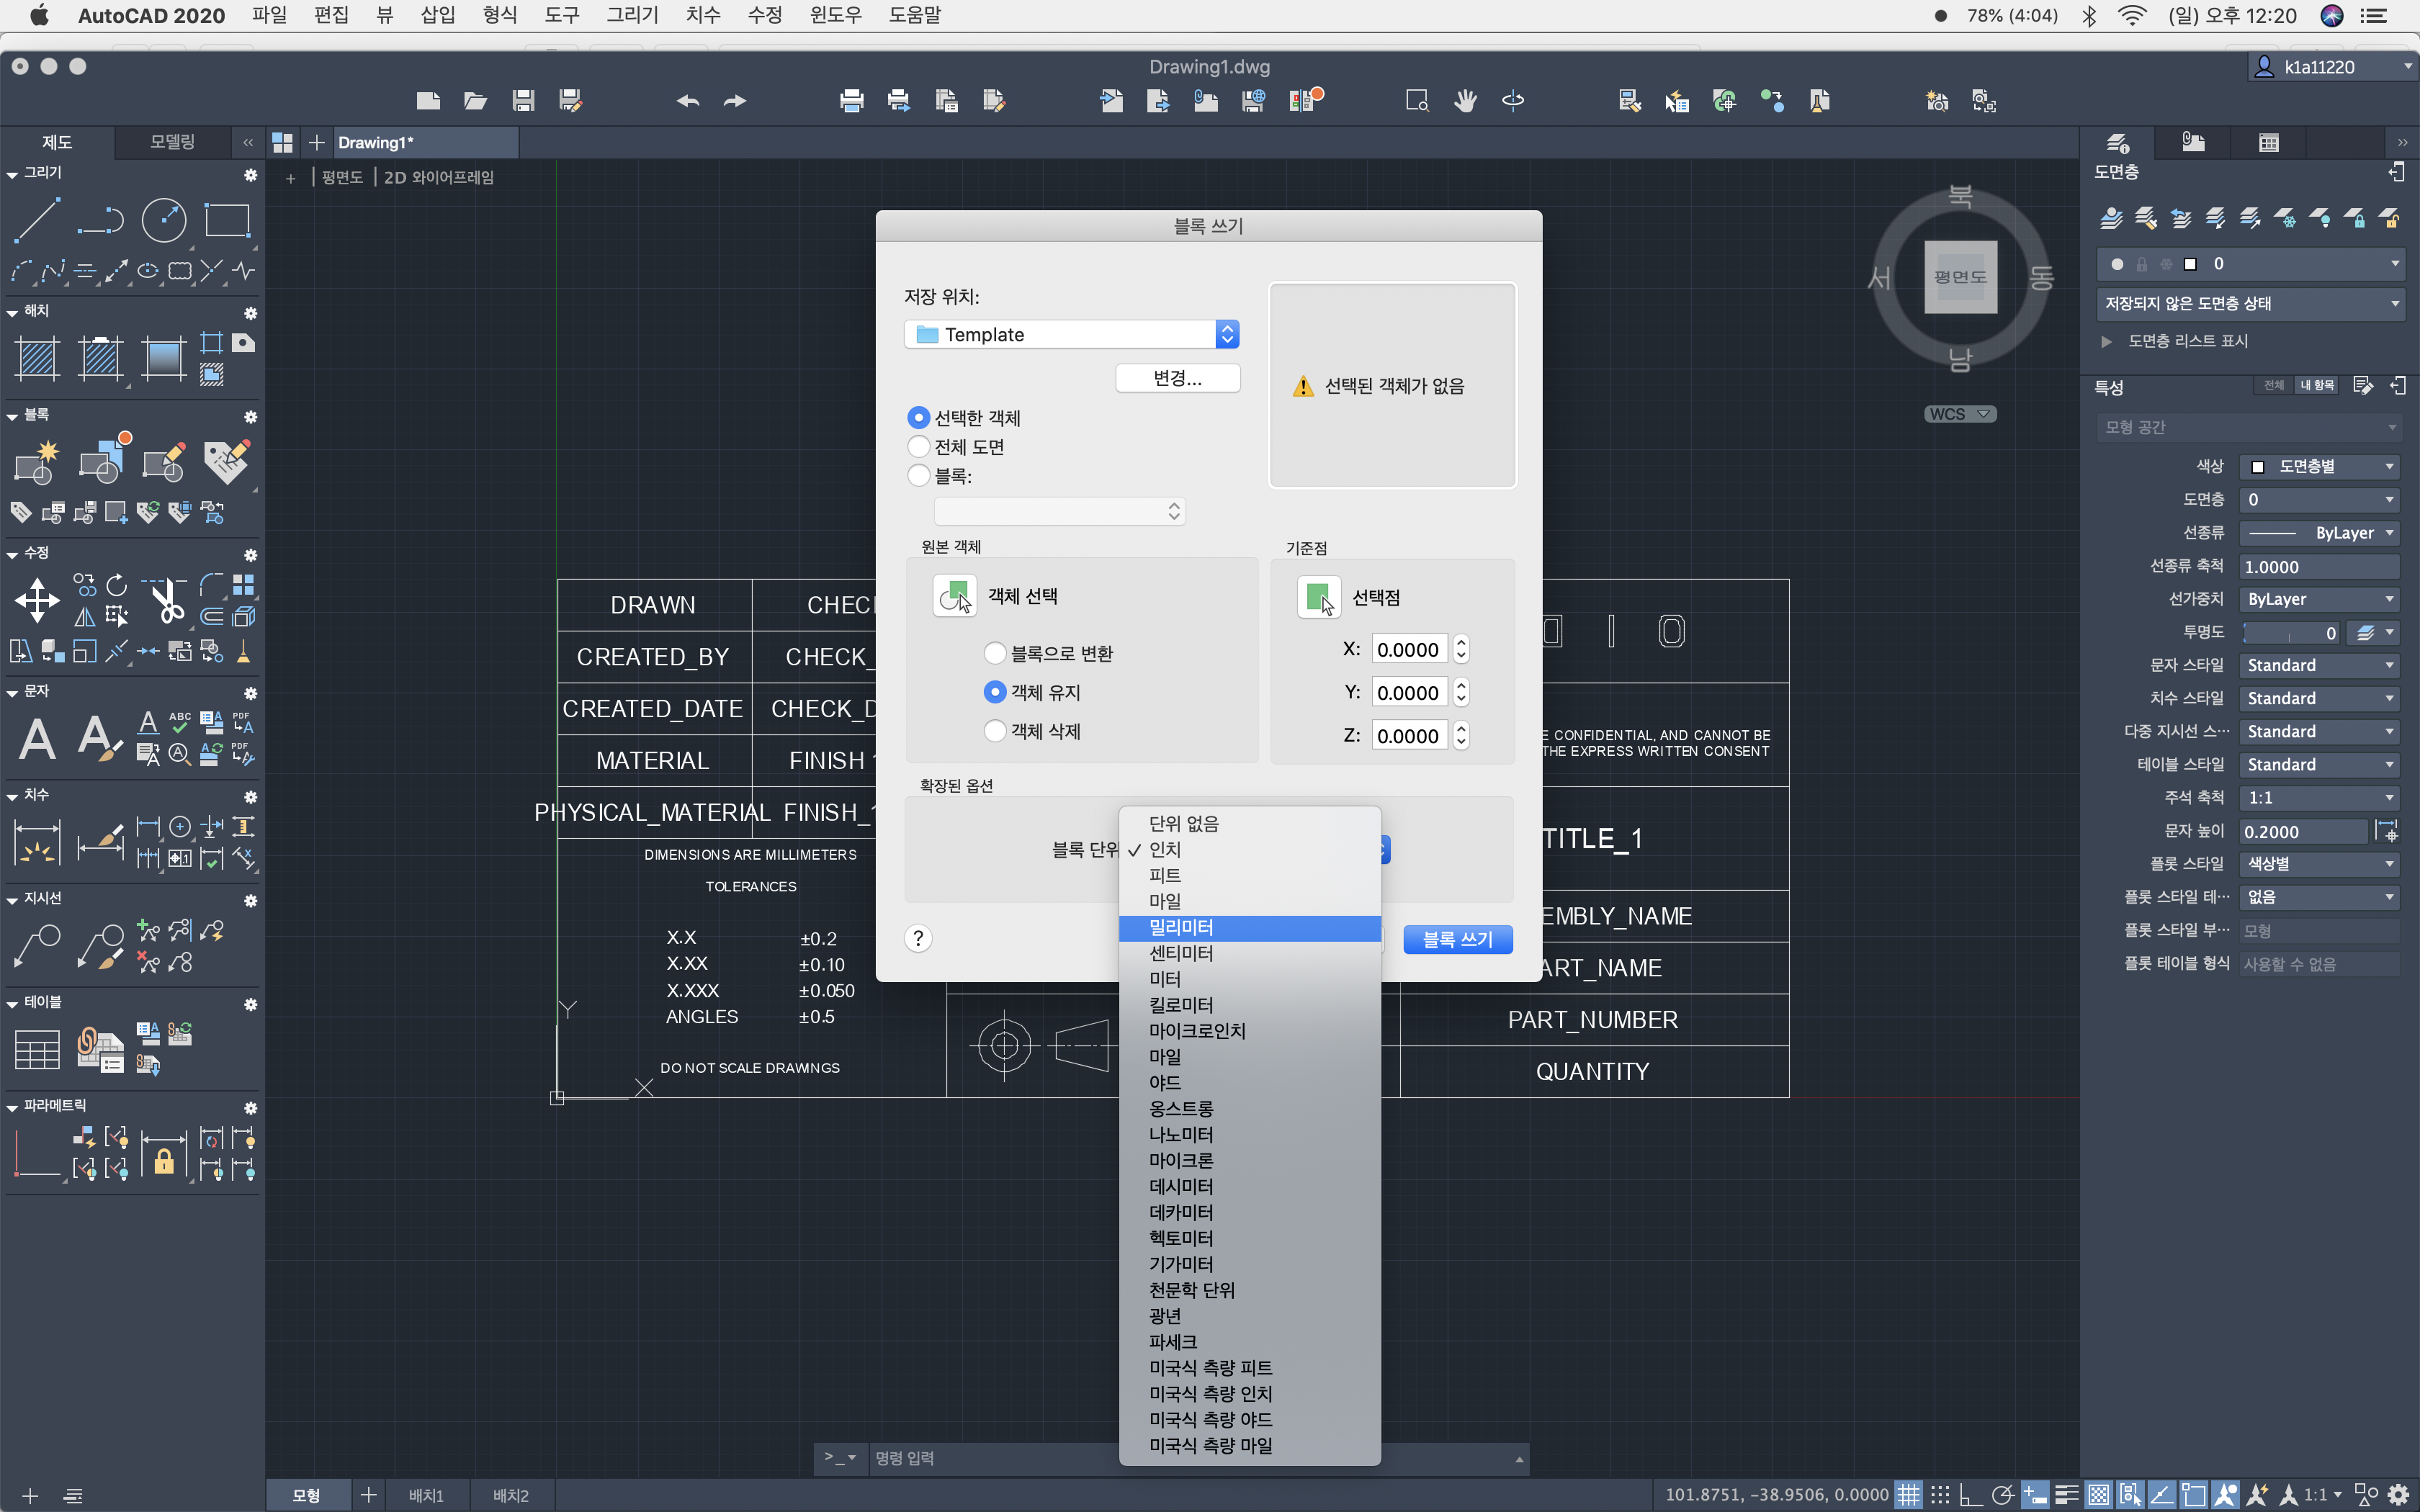 AutoCAD 2020 파일 편집 뷰 삽입 형식 도구 그리기 치수 수정 윈도우 도움말 78% (4:04) (일) 오후 12:20
Drawing1.dwg
k1a11220
제도 모델링 « Drawing1* »
평면도 2D 와이어프레임
그리기
해치
블록
수정
문자
ABC
PDF
PDF
치수
지시선
테이블
파라메트릭
북
서 평면도 동
남
WCS
블록 쓰기
저장 위치:
Template
변경...
선택된 객체가 없음
선택한 객체
전체 도면
블록:
원본 객체
객체 선택
블록으로 변환
객체 유지
객체 삭제
기준점
선택점
X: 0.0000
Y: 0.0000
Z: 0.0000
확장된 옵션
블록 단위
단위 없음
✓ 인치
피트
마일
밀리미터
센티미터
미터
킬로미터
마이크로인치
마일
야드
옹스트롱
나노미터
마이크론
데시미터
데카미터
헥토미터
기가미터
천문학 단위
광년
파세크
미국식 측량 피트
미국식 측량 인치
미국식 측량 야드
미국식 측량 마일
?
블록 쓰기
DRAWN CHEC
CREATED_BY CHECK_
CREATED_DATE CHECK_D
MATERIAL FINISH
PHYSICAL_MATERIAL FINISH_
DIMENSIONS ARE MILLIMETERS
TOLERANCES
X.X ±0.2
X.XX ±0.10
X.XXX ±0.050
ANGLES ±0.5
DO NOT SCALE DRAWINGS
Y
X
D I O
E CONFIDENTIAL, AND CANNOT BE
THE EXPRESS WRITTEN CONSENT
TITLE_1
EMBLY_NAME
ART_NAME
PART_NUMBER
QUANTITY
도면층
0
저장되지 않은 도면층 상태
도면층 리스트 표시
특성 전체 내 항목
모형 공간
색상 도면층별
도면층 0
선종류 ByLayer
선종류 축척 1.0000
선가중치 ByLayer
투명도 0
문자 스타일 Standard
치수 스타일 Standard
다중 지시선 스··· Standard
테이블 스타일 Standard
주석 축척 1:1
문자 높이 0.2000
플롯 스타일 색상별
플롯 스타일 테··· 없음
플롯 스타일 부··· 모형
플롯 테이블 형식 사용할 수 없음
>_ 명령 입력
모형 배치1 배치2 101.8751, -38.9506, 0.0000 1:1